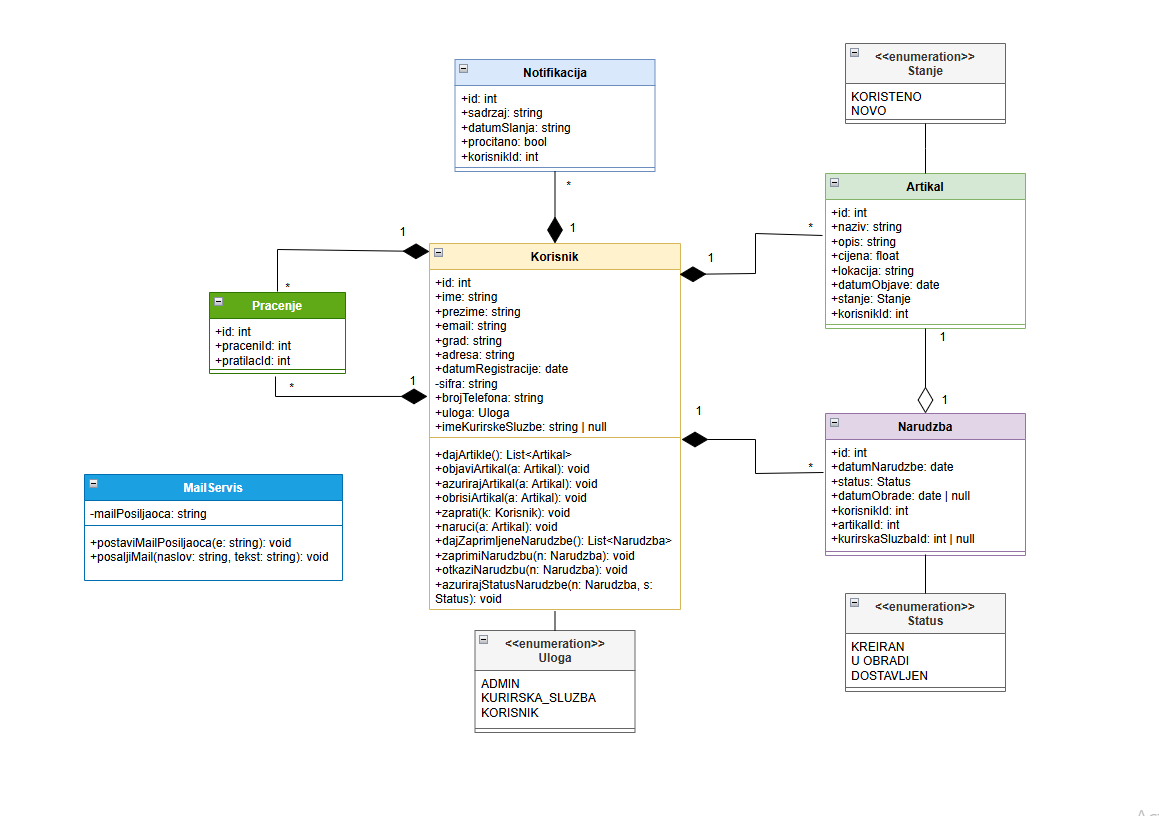 Notifikacija
+id: int
+sadrzaj: string
+datumSlanja: string
+procitano: bool
+korisnikId: int
*
1
<<enumeration>>
Stanje
KORISTENO
NOVO
Artikal
+id: int
+naziv: string
+opis: string
+cijena: float
+lokacija: string
+datumObjave: date
+stanje: Stanje
+korisnikId: int
1
*
1
*
Pracenje
+id: int
+praceniId: int
+pratilacId: int
*
1
Korisnik
+id: int
+ime: string
+prezime: string
+email: string
+grad: string
+adresa: string
+datumRegistracije: date
-sifra: string
+brojTelefona: string
+uloga: Uloga
+imeKurirskeSluzbe: string | null
+dajArtikle(): List<Artikal>
+objaviArtikal(a: Artikal): void
+azurirajArtikal(a: Artikal): void
+obrisiArtikal(a: Artikal): void
+zaprati(k: Korisnik): void
+naruci(a: Artikal): void
+dajZaprimljeneNarudzbe(): List<Narudzba>
+zaprimiNarudzbu(n: Narudzba): void
+otkaziNarudzbu(n: Narudzba): void
+azurirajStatusNarudzbe(n: Narudzba, s:
Status): void
1
*
1
1
Narudzba
+id: int
+datumNarudzbe: date
+status: Status
+datumObrade: date | null
+korisnikId: int
+artikalId: int
+kurirskaSluzbaId: int | null
MailServis
-mailPosiljaoca: string
+postaviMailPosiljaoca(e: string): void
+posaljiMail(naslov: string, tekst: string): void
<<enumeration>>
Uloga
ADMIN
KURIRSKA_SLUZBA
KORISNIK
<<enumeration>>
Status
KREIRAN
U OBRADI
DOSTAVLJEN